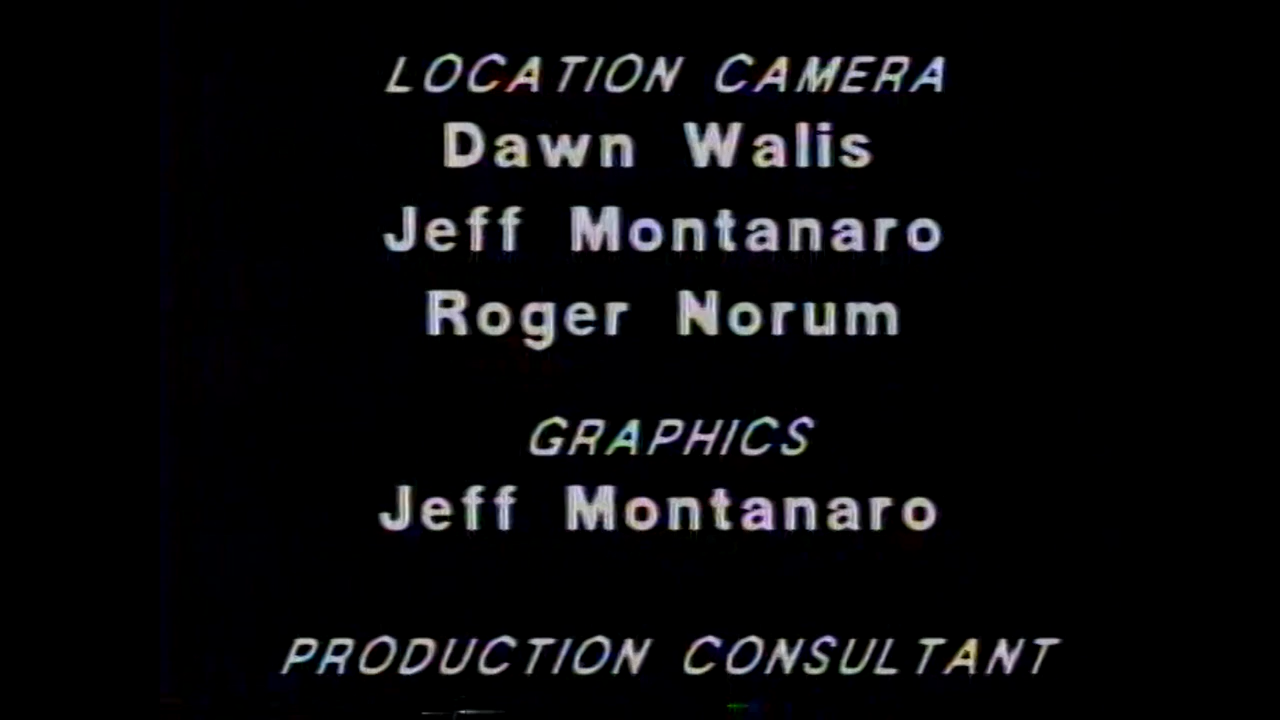 LOCATION CAMERA
Dawn Walis
Jeff Montanaro
Roger Norum
GRAPHICS
Jeff Montanaro
PRODUCTION CONSULTANT